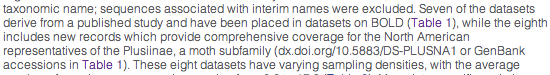 taxonomic name; sequences associated with interim names were excluded. Seven of the datasets
derive from a published study and have been placed in datasets on BOLD (Table 1), while the eighth
includes new records which provide comprehensive coverage for the North American
representatives of the Plusiinae, a moth subfamily (dx.doi.org/10.5883/DS-PLUSNA1 or GenBank
accessions in Table 1). These eight datasets have varying sampling densities, with the average